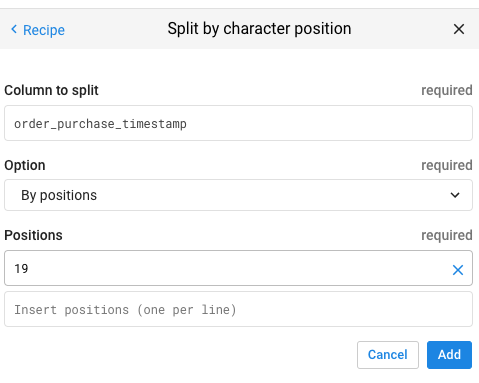 Recipe
Split by character position
Column to split required
order_purchase_timestamp
Option required
By positions
Positions required
19
Insert positions (one per line)
Cancel Add